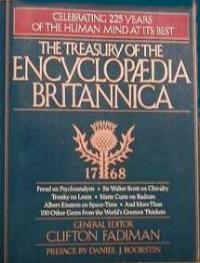 CELEBRATING 225 YEARS
OF THE HUMAN MIND AT ITS BEST
THE TREASURY OF THE
ENCYCLOPÆDIA
BRITANNICA
1768
Freud on Psychoanalysis • Sir Walter Scott on Chivalry
Trotsky on Lenin • Marie Curie on Radium
Albert Einstein on Space-Time • And More Than
100 Other Gems from the World's Greatest Thinkers
GENERAL EDITOR
CLIFTON FADIMAN
PREFACE BY DANIEL J. BOORSTIN